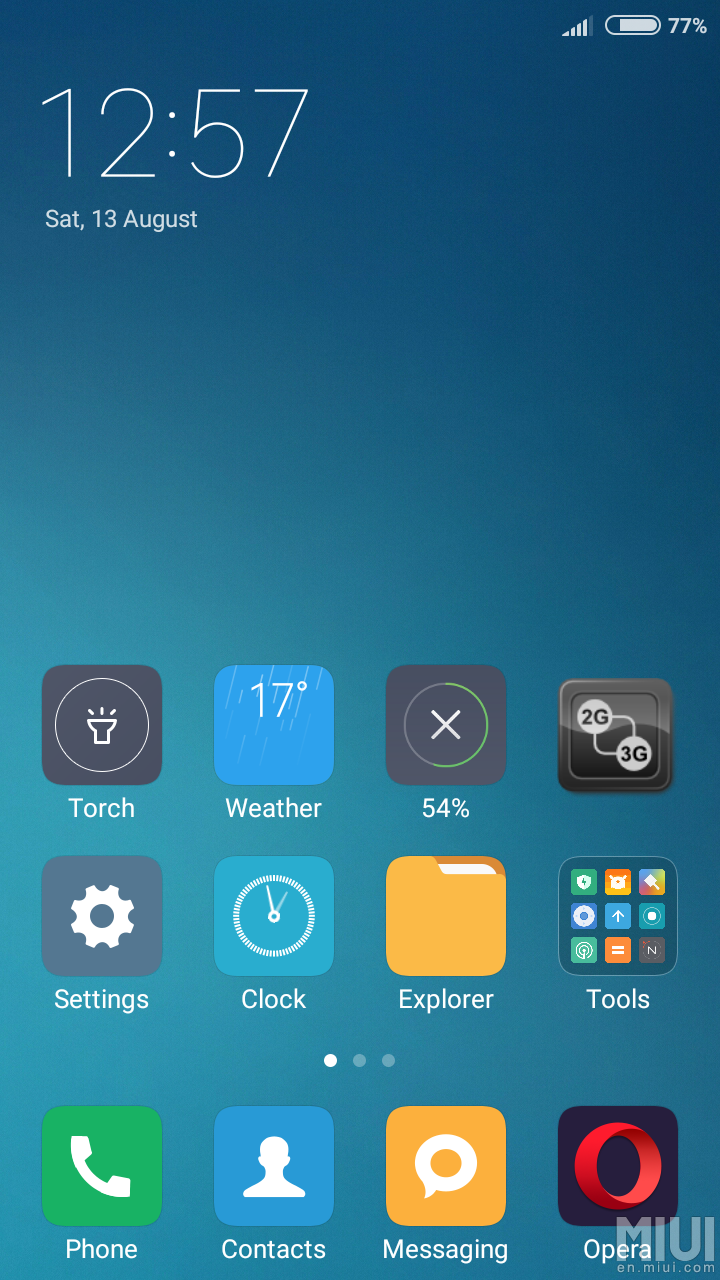 77%
12:57
Sat, 13 August
17°
2G
3G
Torch
Weather
54%
N
Settings
Clock
Explorer
Tools
Phone
Contacts
Messaging
Opera
MIUI
en.miui.com